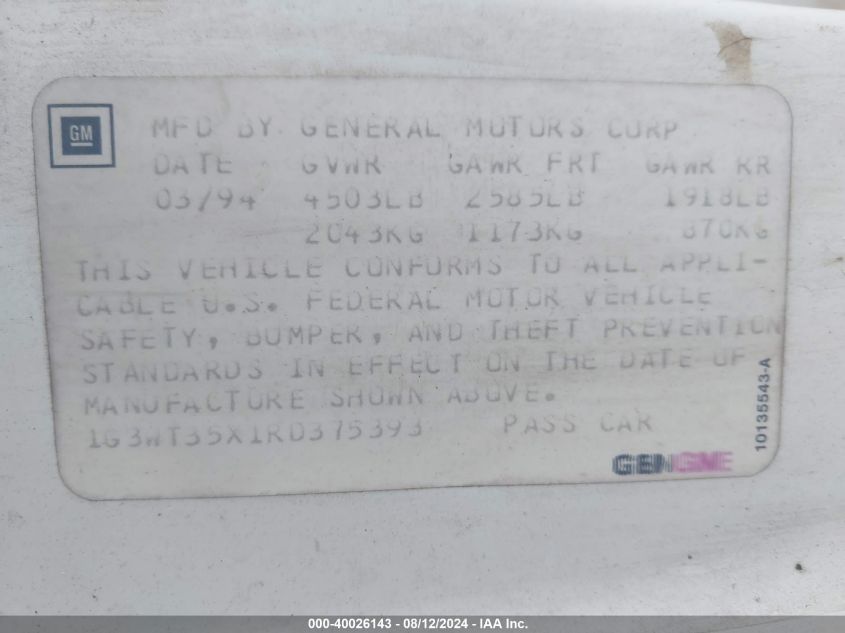 GM
MFD BY GENERAL MOTORS CORP
DATE GVWR GAWR FRT GAWR RR
03/94 4503LB 2585LB 1918LB
2043KG 1173KG 870KG
THIS VEHICLE CONFORMS TO ALL APPLI-
CABLE U.S. FEDERAL MOTOR VEHICLE
SAFETY, BUMPER, AND THEFT PREVENTION
STANDARDS IN EFFECT ON THE DATE OF
MANUFACTURE SHOWN ABOVE.
1G3WT35X1RD375393 PASS CAR
10135543-A
000-40026143 - 08/12/2024 - IAA Inc.